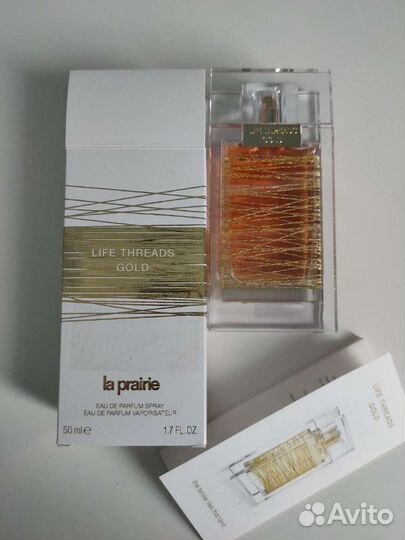 LIFE THREADS
GOLD
la prairie
EAU DE PARFUM SPRAY
EAU DE PARFUM VAPORISATEUR
50 ml e 1.7 FL.OZ.
LIFE THREADS
GOLD
LIFE THREADS
GOLD
Avito